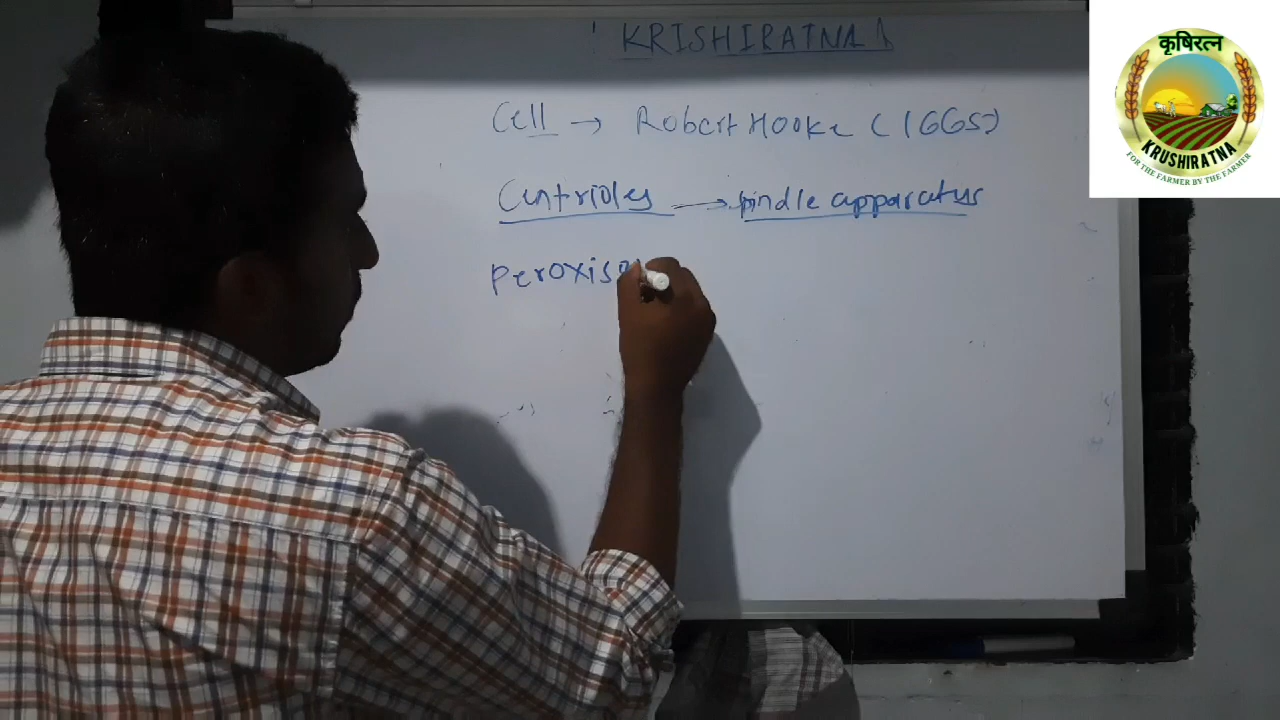 KRISHIRATNA
Cell → Robert Hooke (1665)
Centrioles → spindle apparatus
Peroxiso
कृषिरत्न
KRUSHIRATNA
FOR THE FARMER BY THE FARMER